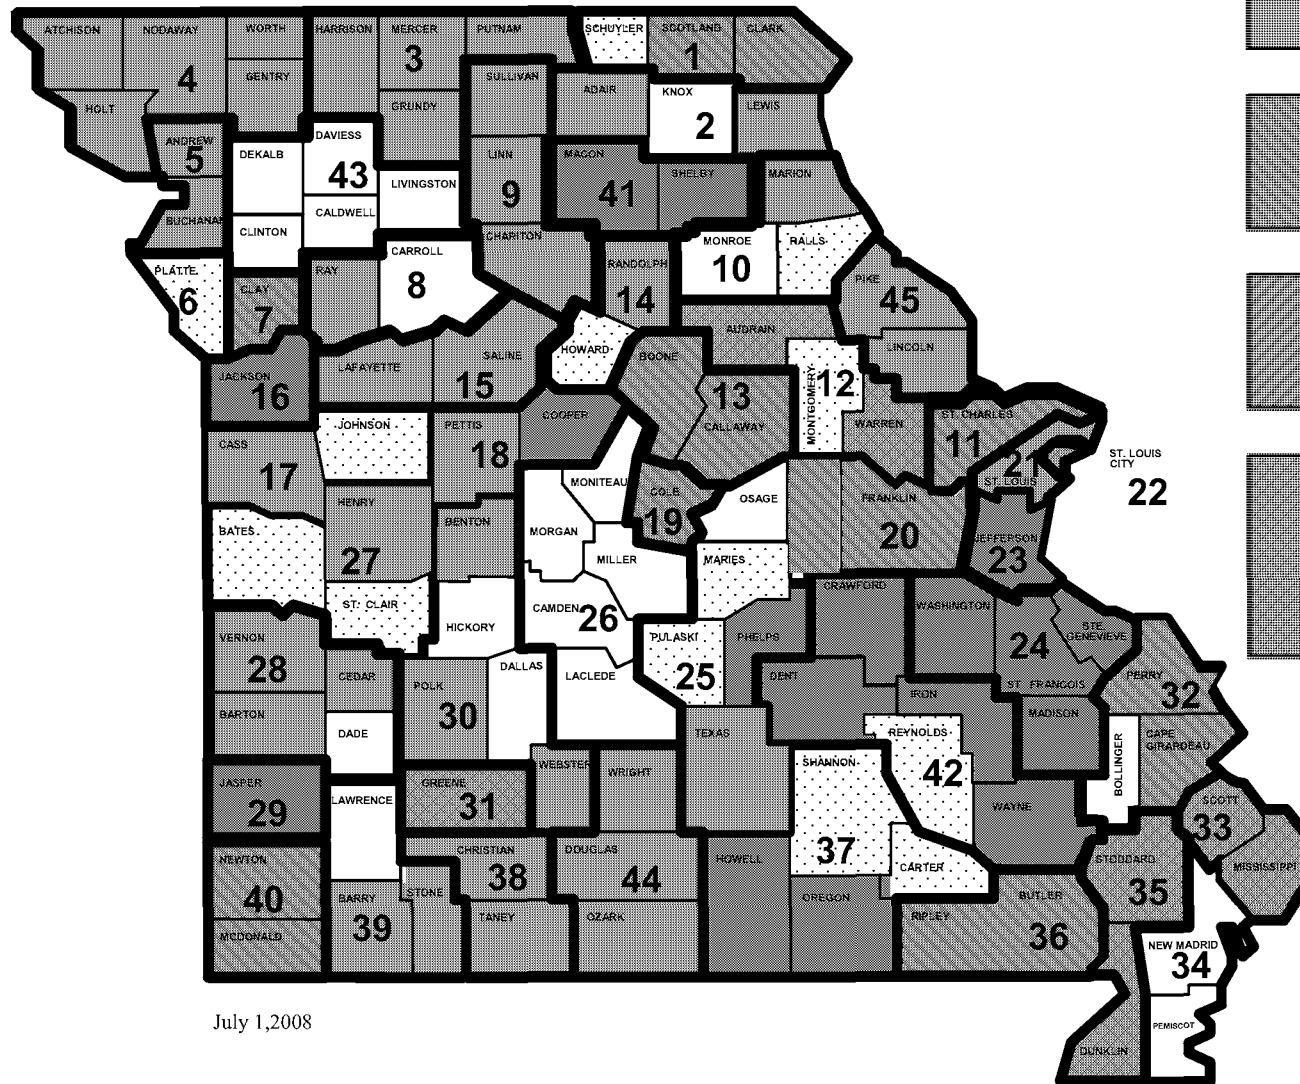 ATCHISON NODAWAY WORTH HARRISON MERCER PUTNAM SCHUYLER SCOTLAND CLARK
4 3 1
GENTRY SULLIVAN ADAIR KNOX LEWIS
HOLT GRUNDY 2
ANDREW DAVIESS
5 DEKALB 43 LINN MACON SHELBY MARION
LIVINGSTON 9 41
BUCHANAN CALDWELL
CLINTON CHARITON MONROE RALLS
CARROLL 10
PLATTE RAY RANDOLPH PIKE
6 CLAY 8 14 45
7 AUDRAIN
HOWARD BOONE LINCOLN
LAFAYETTE SALINE
JACKSON 15 13 MONTGOMERY 12
16 COOPER CALLAWAY WARREN ST. CHARLES
JOHNSON PETTIS 11
CASS 18 21 ST. LOUIS
CITY
17 MONITEAU ST. LOUIS 22
HENRY COLE OSAGE FRANKLIN
BENTON 19 20
BATES MORGAN JEFFERSON
27 MILLER MARIES 23
ST. CLAIR CAMDEN 26 CRAWFORD WASHINGTON
HICKORY PULASKI PHELPS STE.
GENEVIEVE
VERNON 24
28 CEDAR DALLAS LACLEDE 25 DENT ST. FRANCOIS PERRY
POLK IRON 32
BARTON DADE 30 TEXAS REYNOLDS MADISON CAPE
GIRARDEAU
JASPER GREENE WEBSTER WRIGHT SHANNON 42 BOLLINGER
29 LAWRENCE 31 WAYNE SCOTT
33
NEWTON CHRISTIAN DOUGLAS HOWELL 37 CARTER STODDARD MISSISSIPPI
40 BARRY STONE 38 44 OREGON BUTLER 35
MCDONALD 39 TANEY OZARK RIPLEY 36
NEW MADRID
34
July 1,2008
PEMISCOT
DUNKLIN